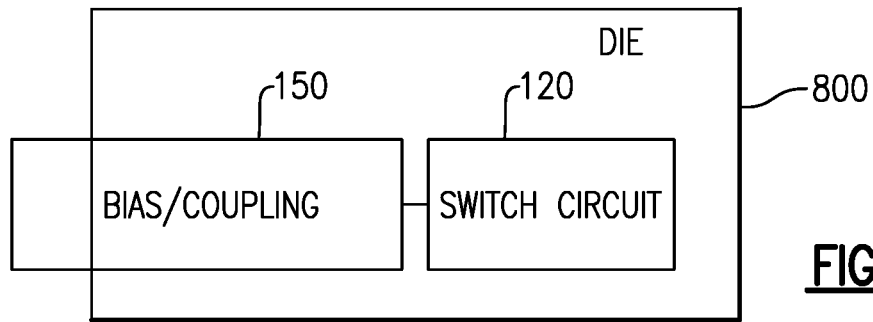 DIE
150
120
800
BIAS/COUPLING
SWITCH CIRCUIT
FIG